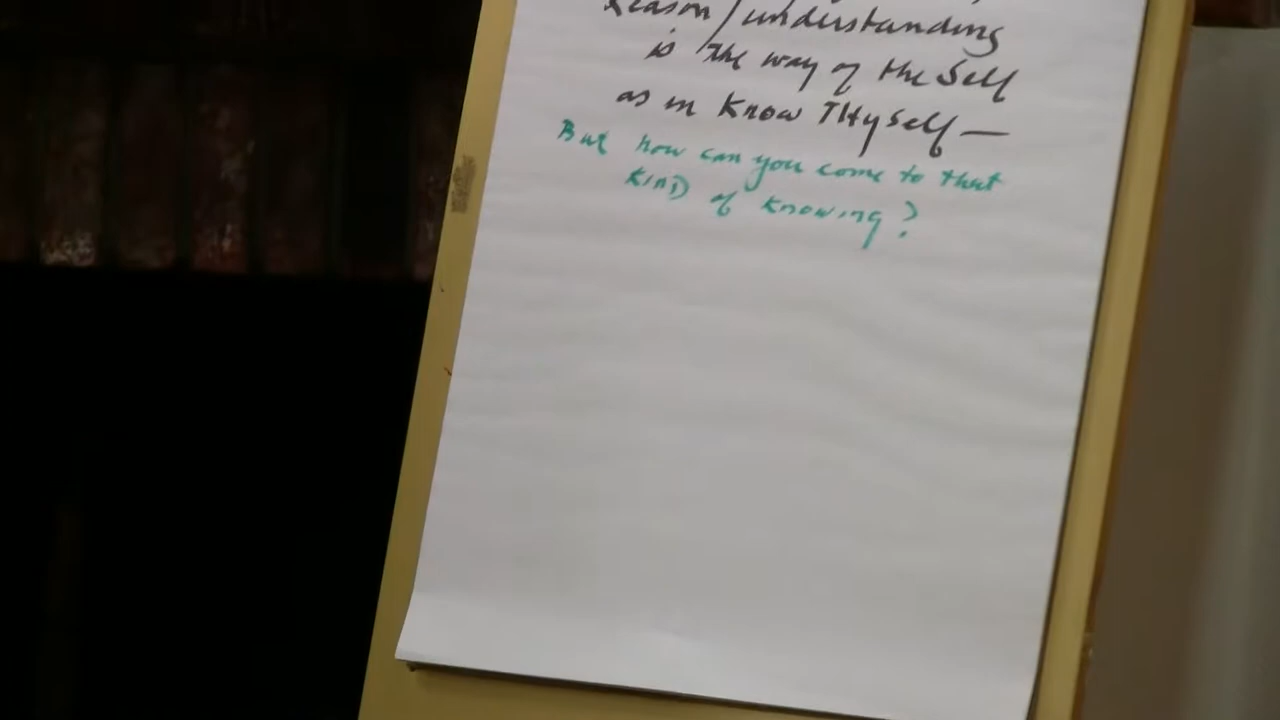 Reason/understanding
is the way of the Self
as in Know THyself—
But how can you come to that
KIND of knowing?